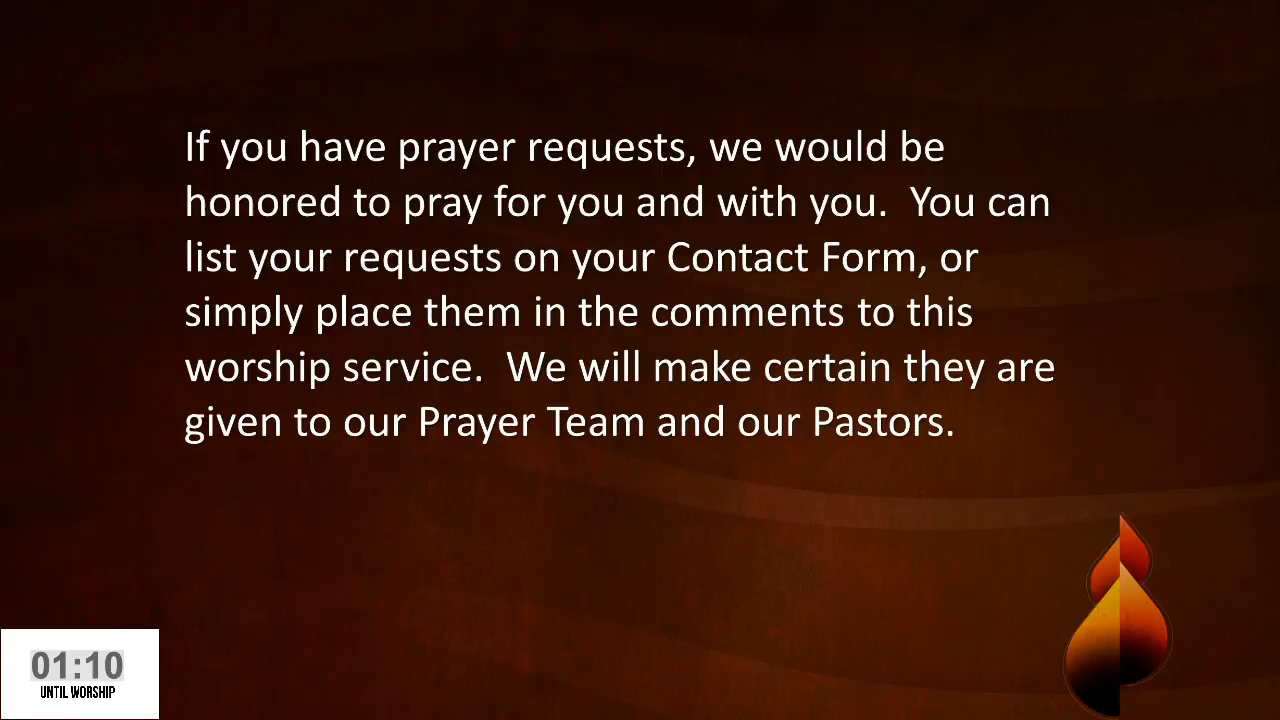 If you have prayer requests, we would be
honored to pray for you and with you.  You can
list your requests on your Contact Form, or
simply place them in the comments to this
worship service.  We will make certain they are
given to our Prayer Team and our Pastors.
01:10
UNTIL WORSHIP